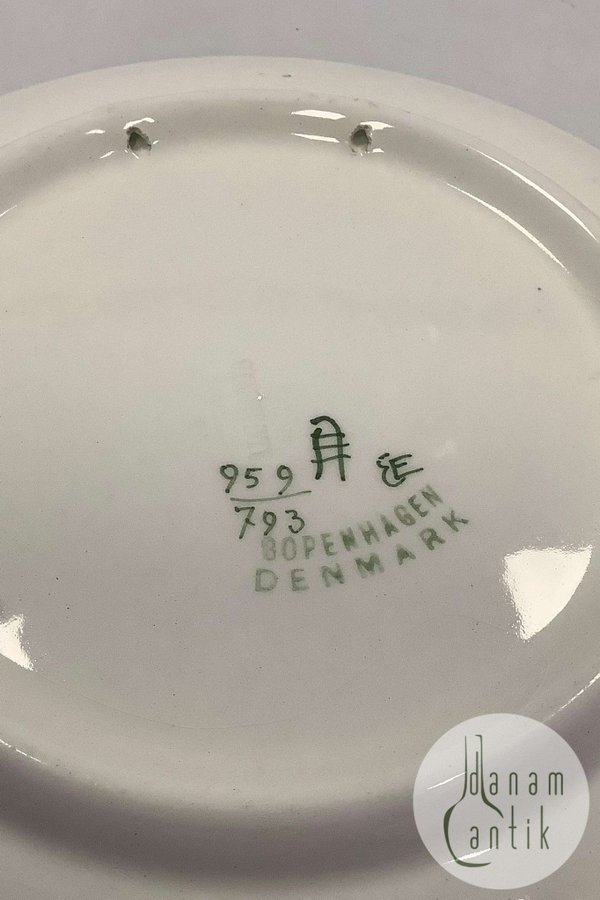 959
793
COPENHAGEN
DENMARK
danam
antik